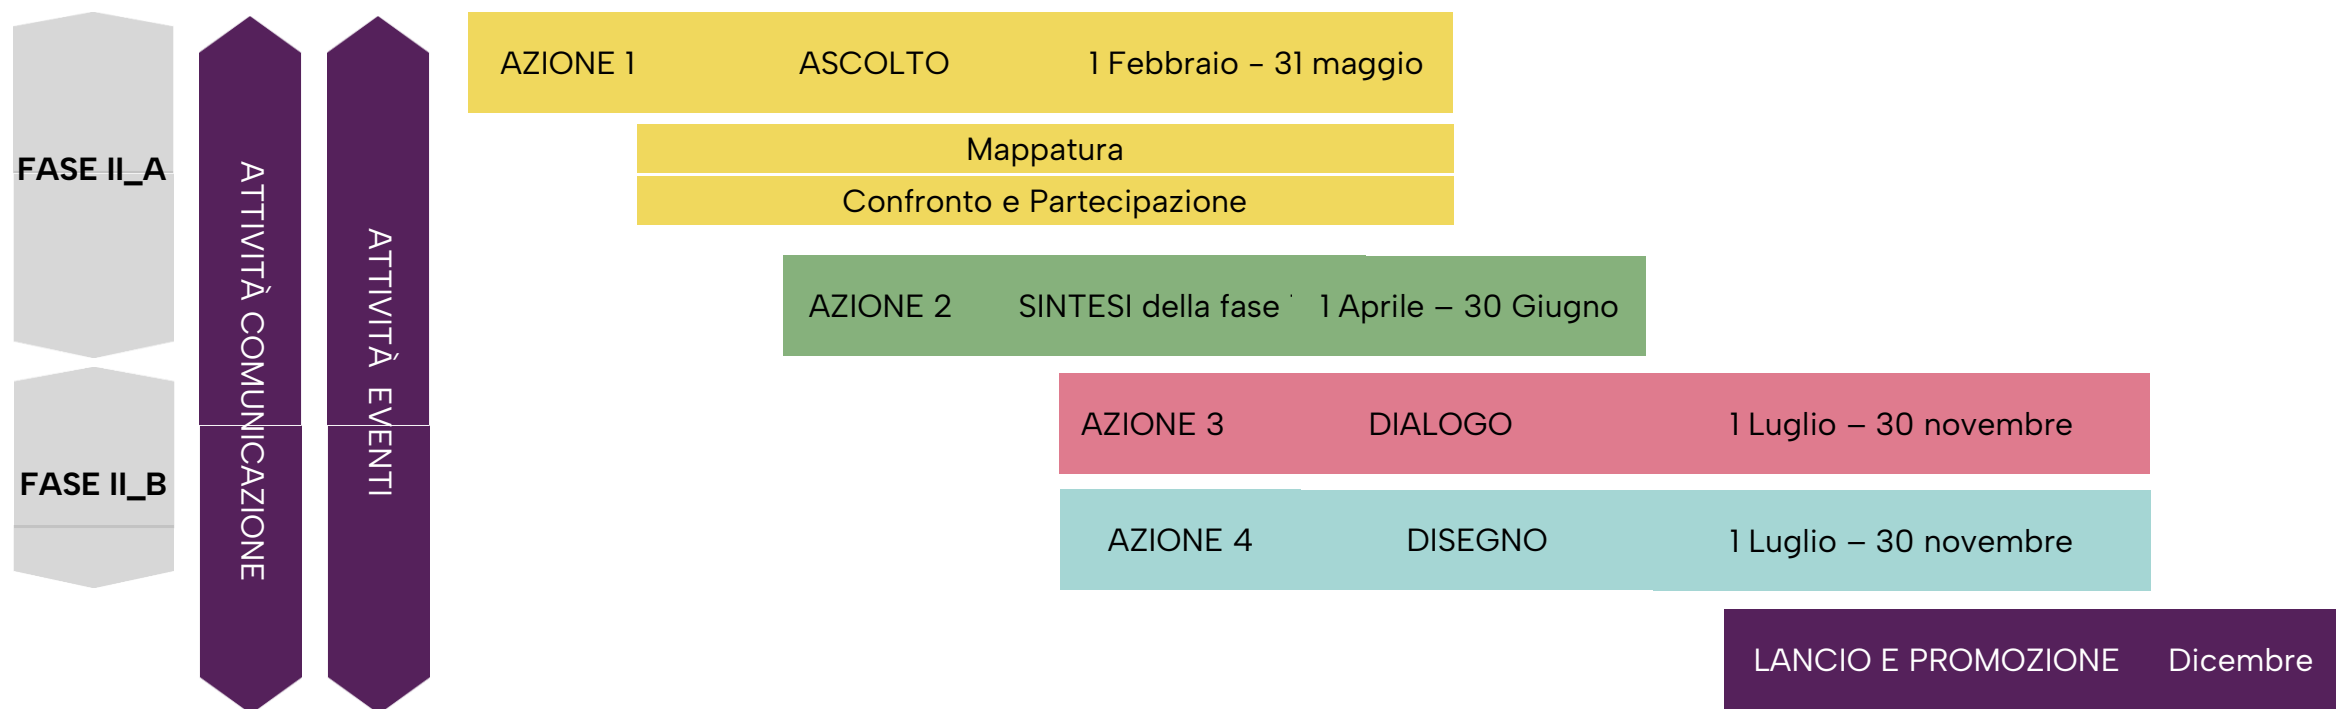 FASE II_A
FASE II_B
ATTIVITÀ COMUNICAZIONE
ATTIVITÀ EVENTI
AZIONE 1 ASCOLTO 1 Febbraio - 31 maggio
Mappatura
Confronto e Partecipazione
AZIONE 2 SINTESI della fase 1 Aprile – 30 Giugno
AZIONE 3 DIALOGO 1 Luglio – 30 novembre
AZIONE 4 DISEGNO 1 Luglio – 30 novembre
LANCIO E PROMOZIONE Dicembre